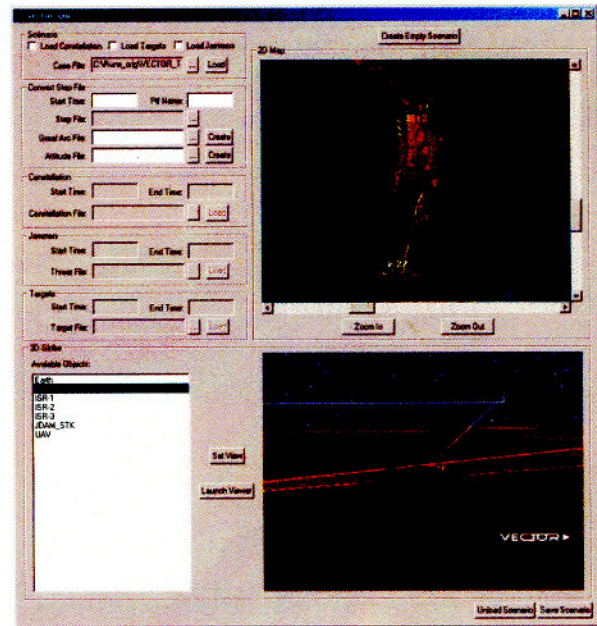 Scenario
Load Constellation Load Targets Load Jammers
Case File: ... Load
Create Empty Scenario
2D Map
Convert Step File
Start Time: Ptf Name:
Step File: ...
Great Arc File: ... Create
Attitude File: ... Create
Constellation
Start Time: End Time:
Constellation File: ... Load
Jammers
Start Time: End Time:
Threat File: ... Load
Targets
Start Time: End Time:
Target File: ... Load
Zoom In Zoom Out
3D Globe
Available Objects:
Earth
ISR-1
ISR-2
ISR-3
JDAM_STK
UAV
Set View
Launch Viewer
VECTOR
Unload Scenario Save Scenario